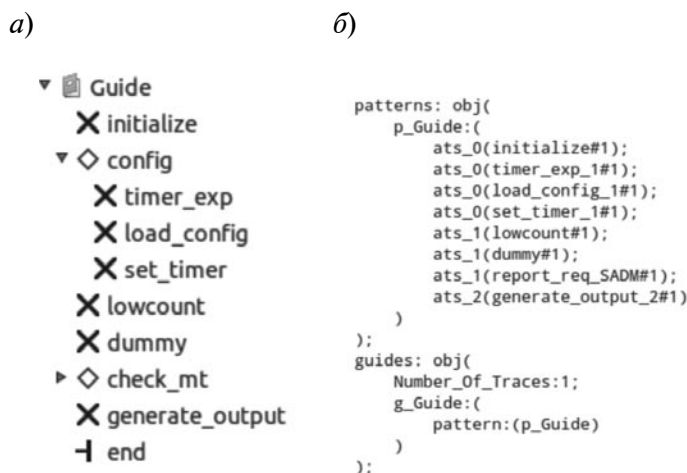 а)
б)
Guide
initialize
config
timer_exp
load_config
set_timer
lowcount
dummy
check_mt
generate_output
end
patterns: obj(
p_Guide:(
ats_0(initialize#1);
ats_0(timer_exp_1#1);
ats_0(load_config_1#1);
ats_0(set_timer_1#1);
ats_1(lowcount#1);
ats_1(dummy#1);
ats_1(report_req_SADM#1);
ats_2(generate_output_2#1)
)
);
guides: obj(
Number_Of_Traces:1;
g_Guide:(
pattern:(p_Guide)
)
);